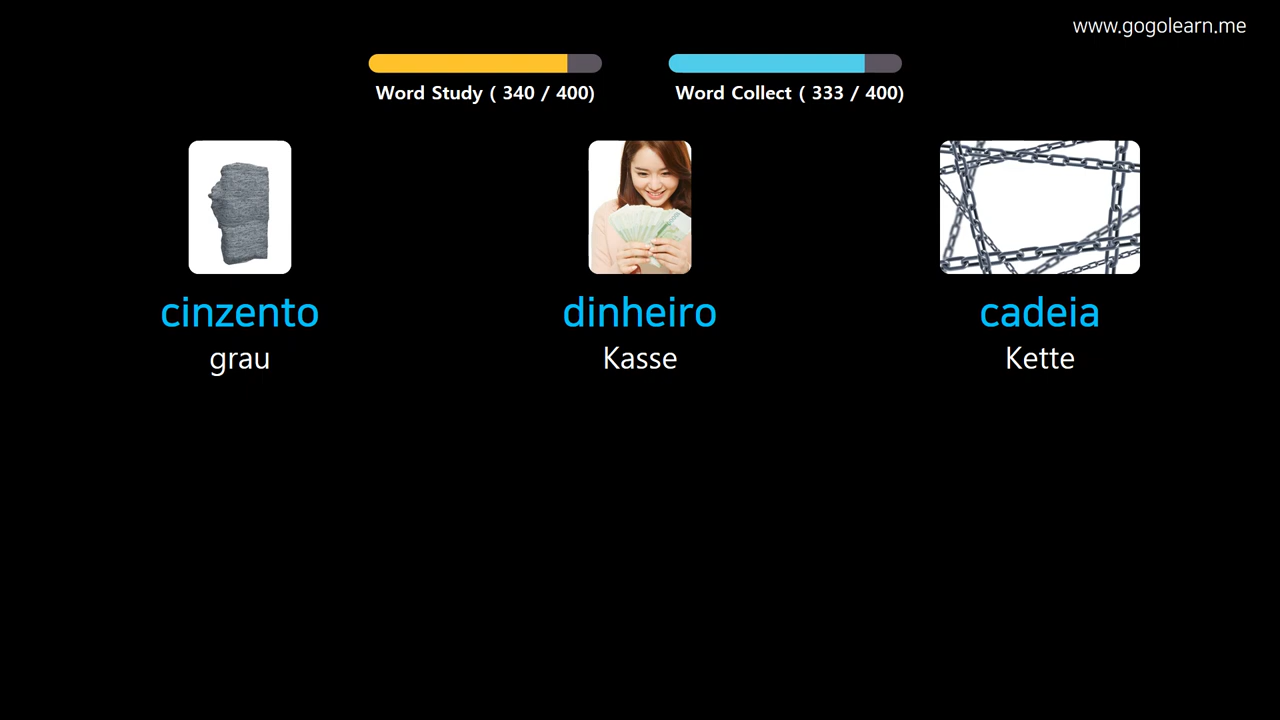 www.gogolearn.me
Word Study ( 340 / 400)
Word Collect ( 333 / 400)
cinzento
grau
dinheiro
Kasse
cadeia
Kette